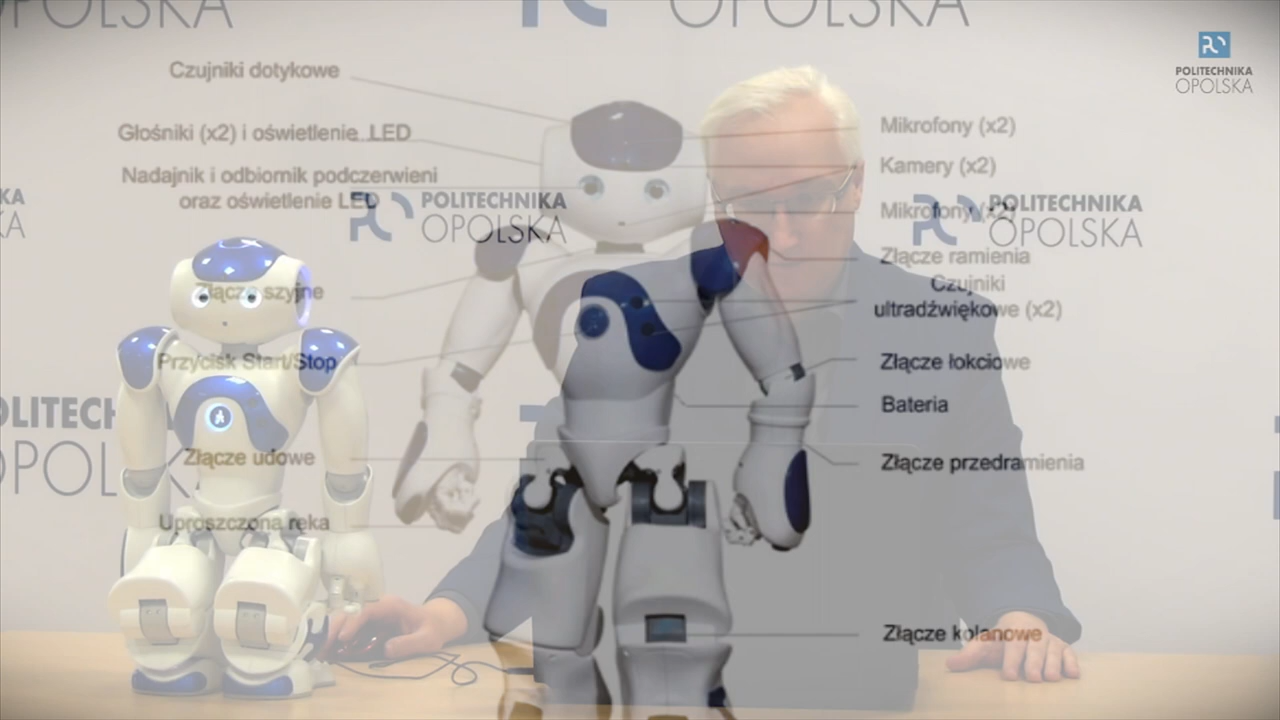 OPOLSKA
OPOLSKA
POLITECHNIKA
OPOLSKA
Czujniki dotykowe
Głośniki (x2) i oświetlenie LED
Nadajnik i odbiornik podczerwieni
oraz oświetlenie LED
POLITECHNIKA
OPOLSKA
Złącze szyjne
Przycisk Start/Stop
Złącze udowe
Uproszczona ręka
Mikrofony (x2)
Kamery (x2)
Mikrofony (x2)
POLITECHNIKA
OPOLSKA
Złącze ramienia
Czujniki
ultradźwiękowe (x2)
Złącze łokciowe
Bateria
Złącze przedramienia
Złącze kolanowe